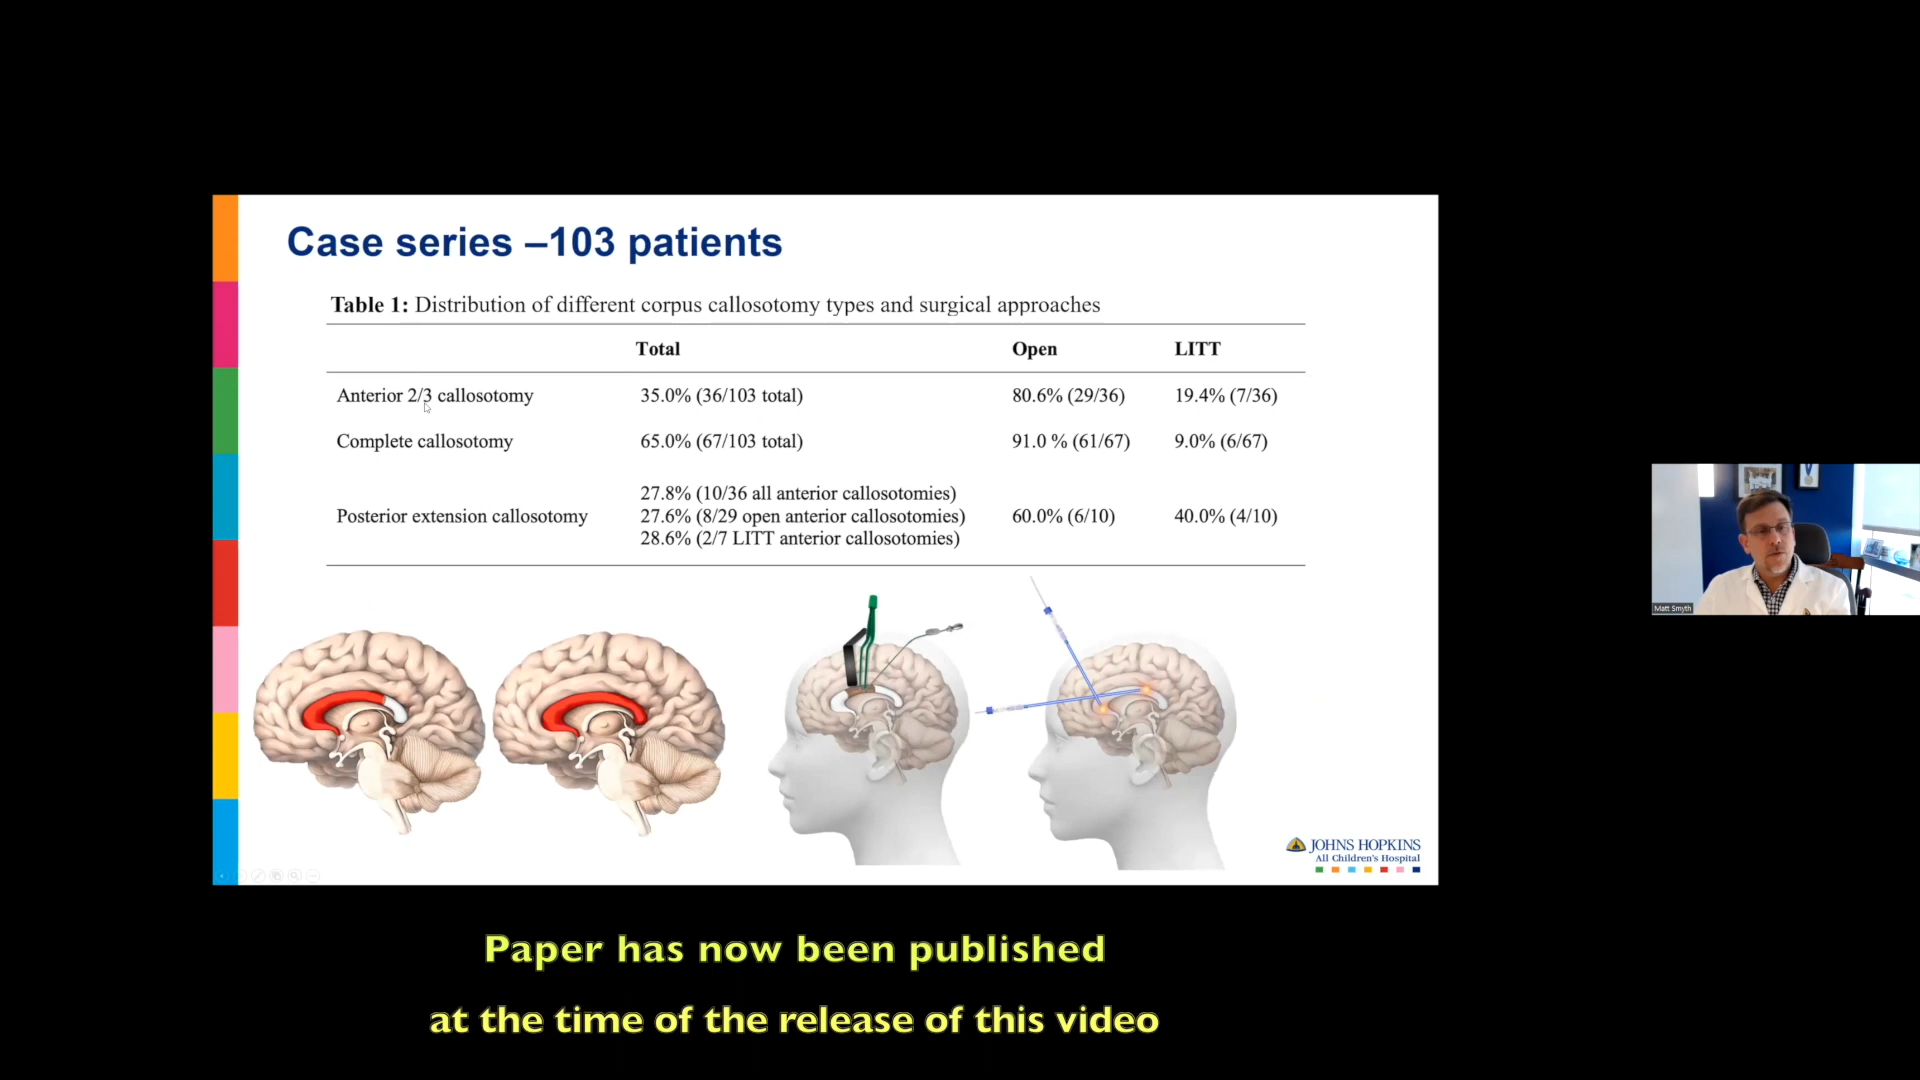 Case series –103 patients
Table 1: Distribution of different corpus callosotomy types and surgical approaches
Total Open LITT
Anterior 2/3 callosotomy 35.0% (36/103 total) 80.6% (29/36) 19.4% (7/36)
Complete callosotomy 65.0% (67/103 total) 91.0 % (61/67) 9.0% (6/67)
27.8% (10/36 all anterior callosotomies)
Posterior extension callosotomy 27.6% (8/29 open anterior callosotomies) 60.0% (6/10) 40.0% (4/10)
28.6% (2/7 LITT anterior callosotomies)
Matt Smyth
JOHNS HOPKINS
All Children's Hospital
Paper has now been published
at the time of the release of this video